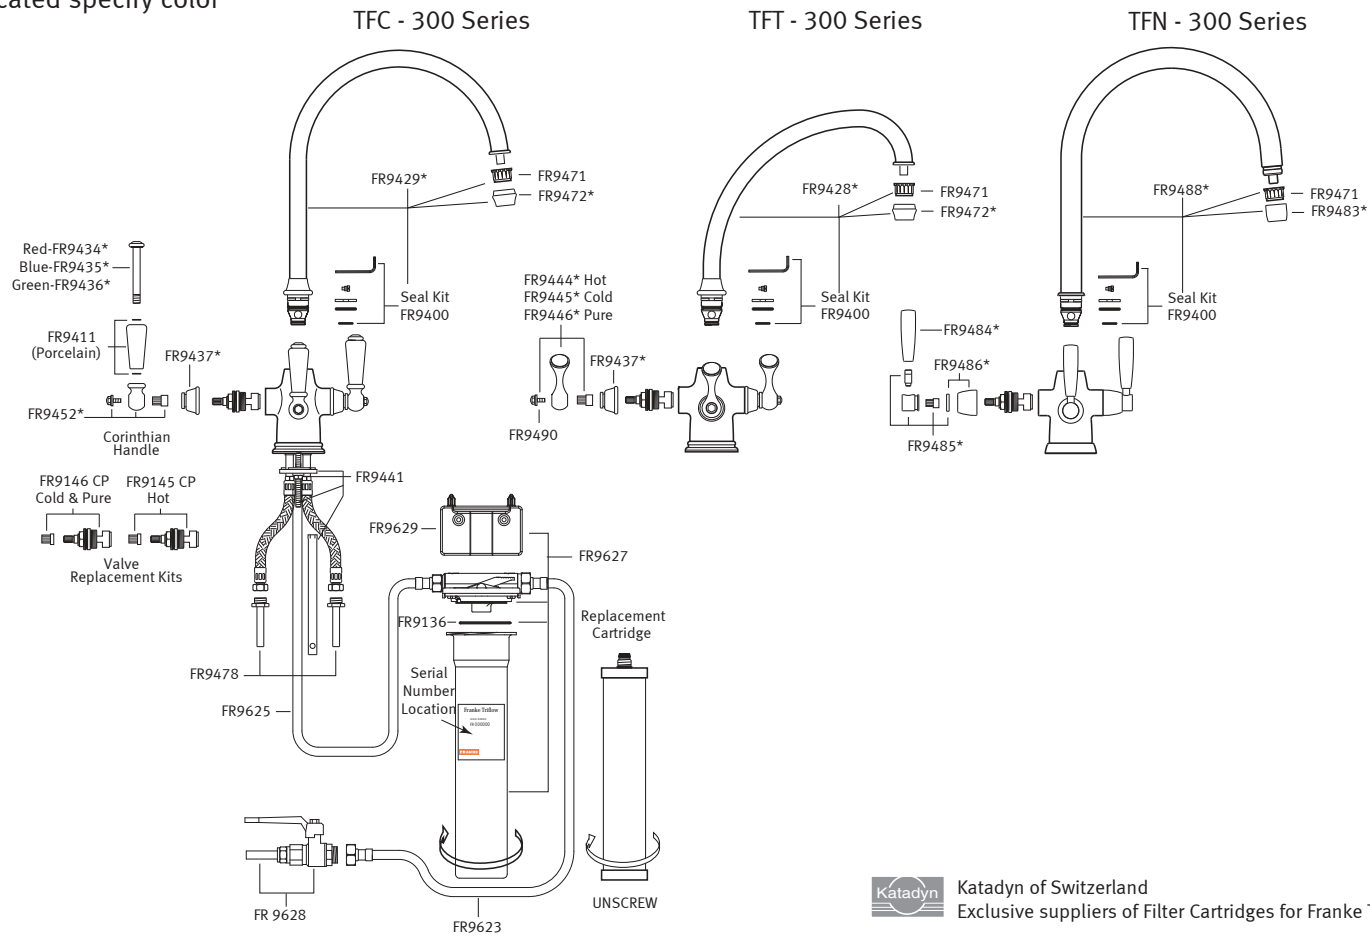 cated specify color
TFC - 300 Series
TFT - 300 Series
TFN - 300 Series
FR9429*
FR9471
FR9472*
Red-FR9434*
Blue-FR9435*
Green-FR9436*
Seal Kit
FR9400
FR9411
(Porcelain)
FR9437*
FR9452*
Corinthian
Handle
FR9428*
FR9471
FR9472*
FR9444* Hot
FR9445* Cold
FR9446* Pure
Seal Kit
FR9400
FR9437*
FR9490
FR9488*
FR9471
FR9483*
Seal Kit
FR9400
FR9484*
FR9486*
FR9485*
FR9146 CP
Cold & Pure
FR9145 CP
Hot
Valve
Replacement Kits
FR9441
FR9629
FR9627
FR9136
Replacement
Cartridge
FR9478
FR9625
Serial
Number
Location
Franke Triflow
FRANKE
FR 9628
FR9623
UNSCREW
Katadyn
Katadyn of Switzerland
Exclusive suppliers of Filter Cartridges for Franke